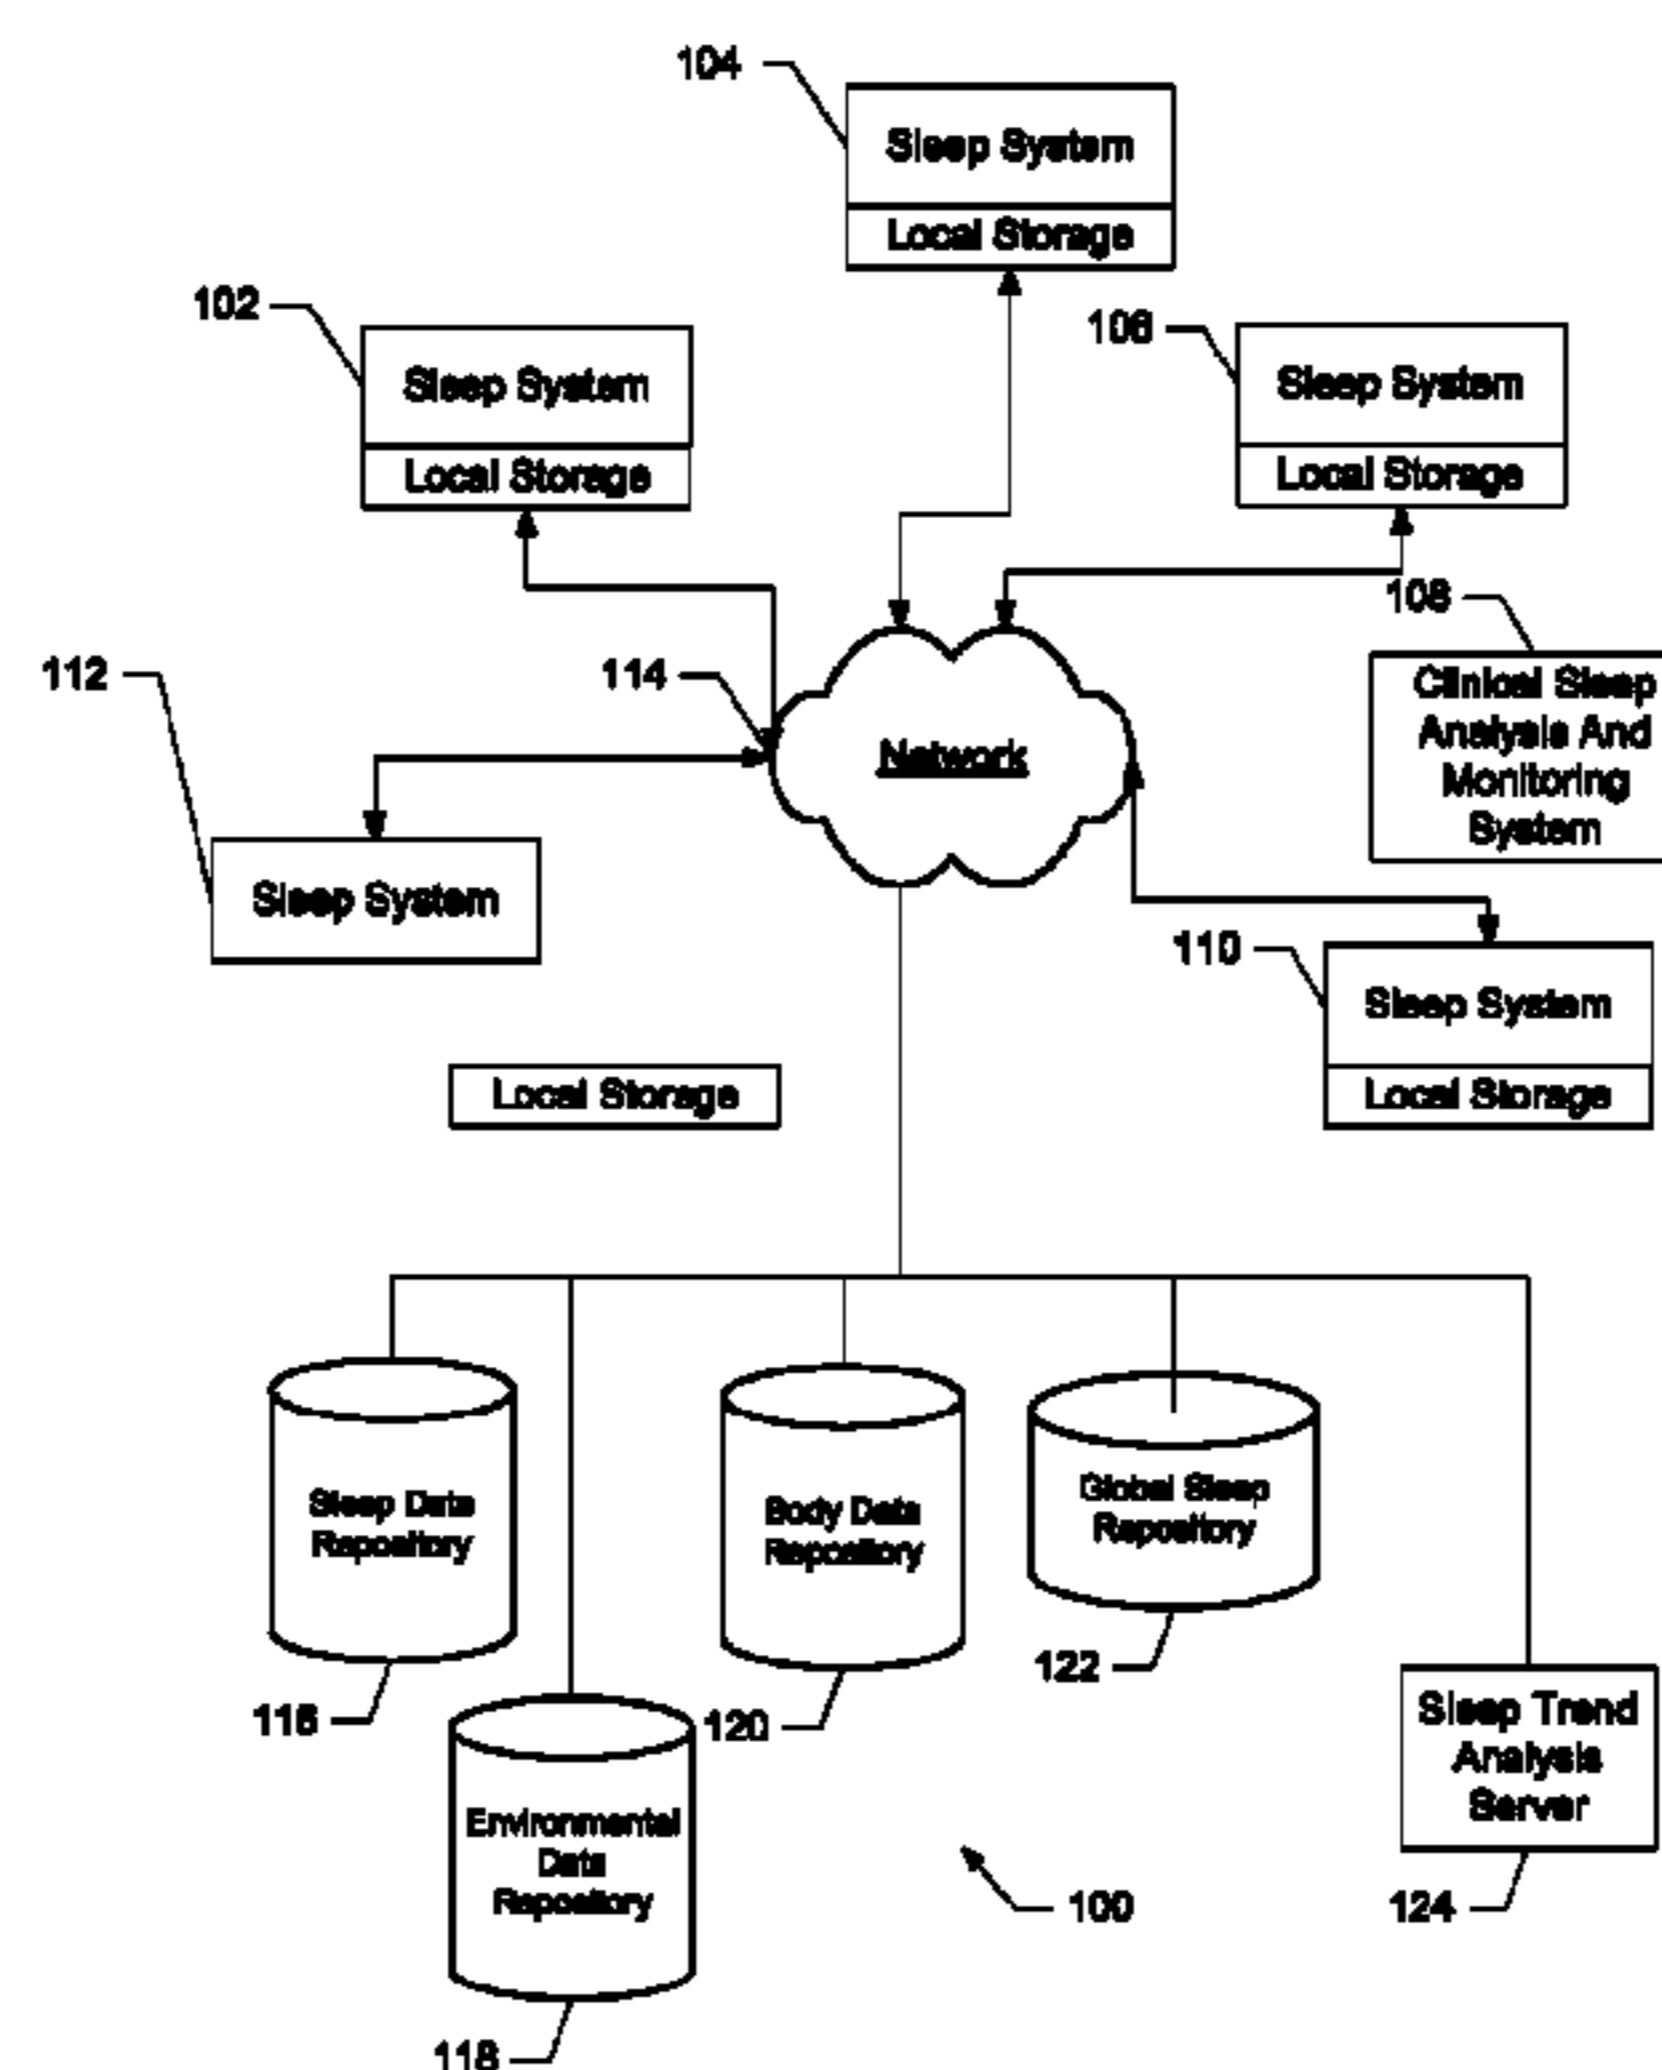 104
Sleep System
Local Storage
102
Sleep System
Local Storage
106
Sleep System
Local Storage
108
Clinical Sleep
Analysis And
Monitoring
System
112
114
Network
Sleep System
110
Sleep System
Local Storage
Local Storage
Sleep Data
Repository
116
Body Data
Repository
120
Global Sleep
Repository
122
Environmental
Data
Repository
118
Sleep Trend
Analysis
Server
124
100